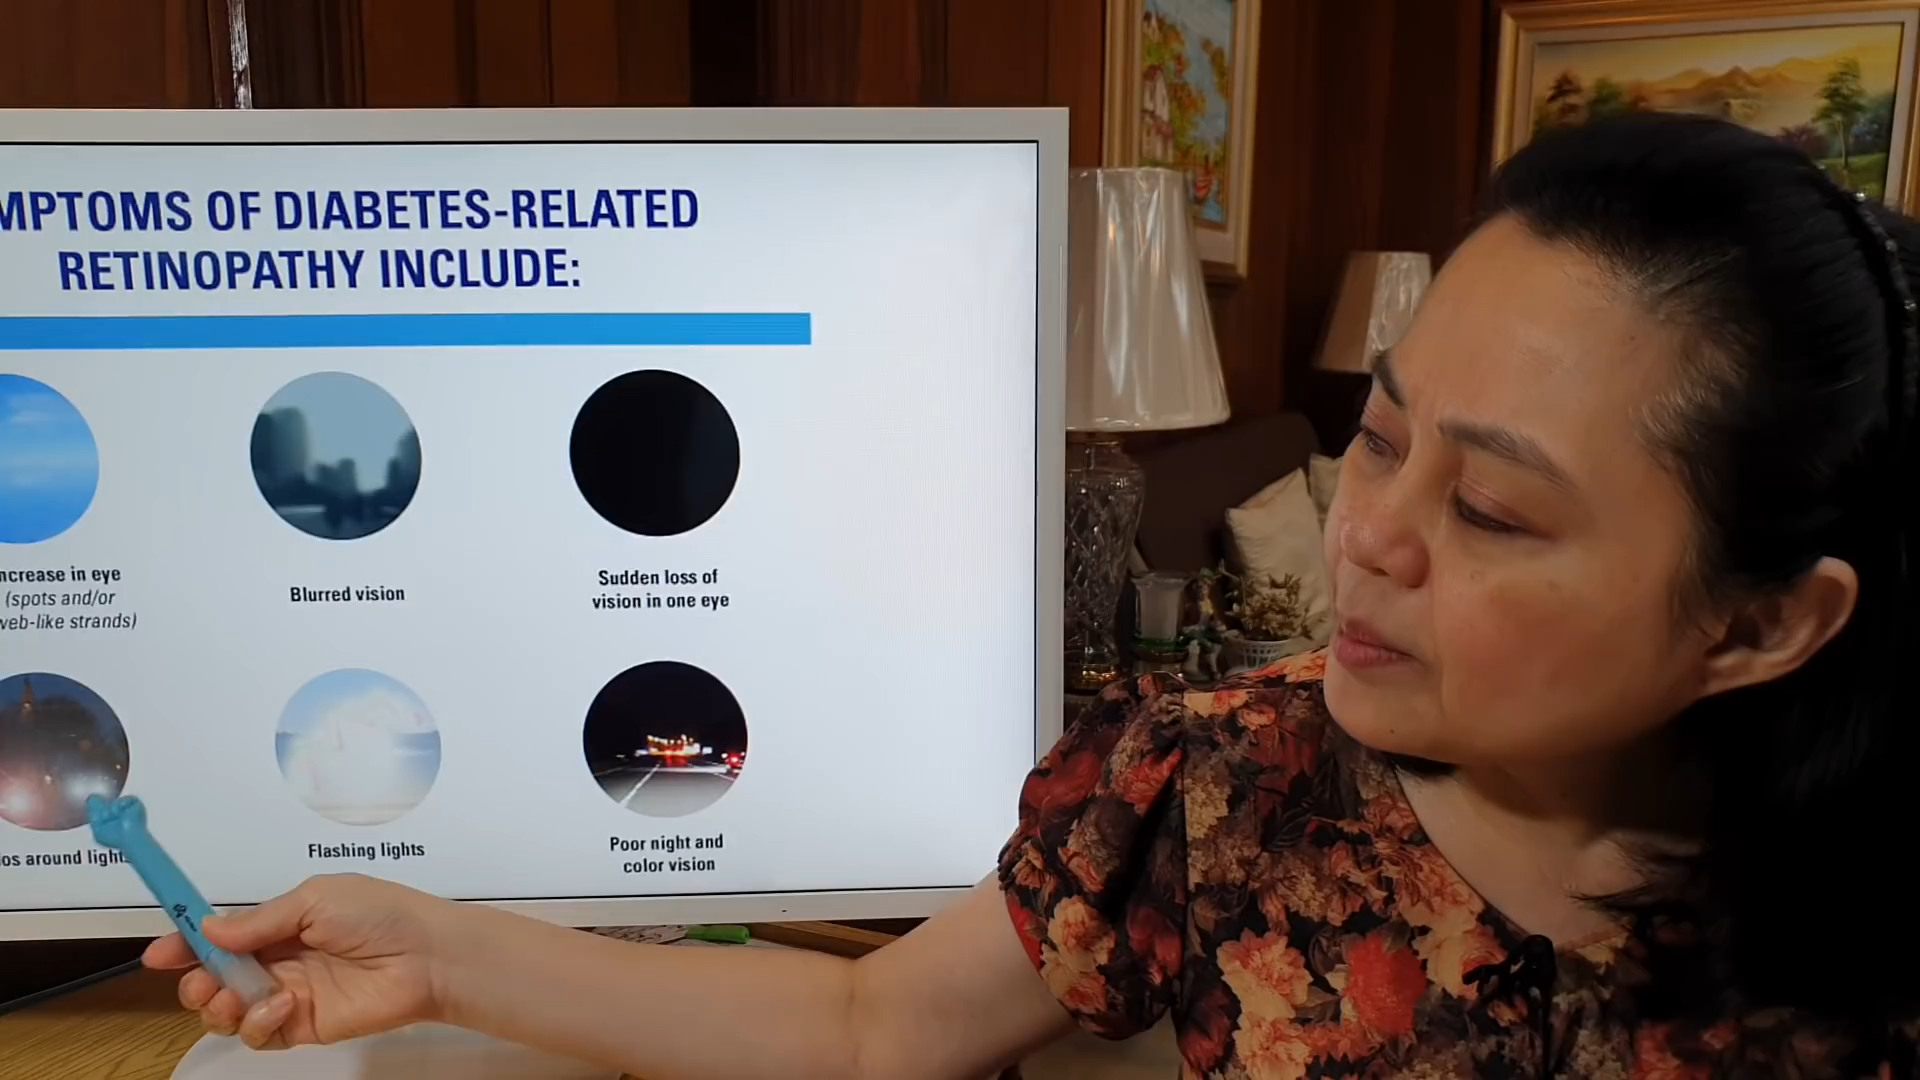 MPTOMS OF DIABETES-RELATED
RETINOPATHY INCLUDE:
ncrease in eye
(spots and/or
web-like strands)
Blurred vision
Sudden loss of
vision in one eye
os around light
Flashing lights
Poor night and
color vision